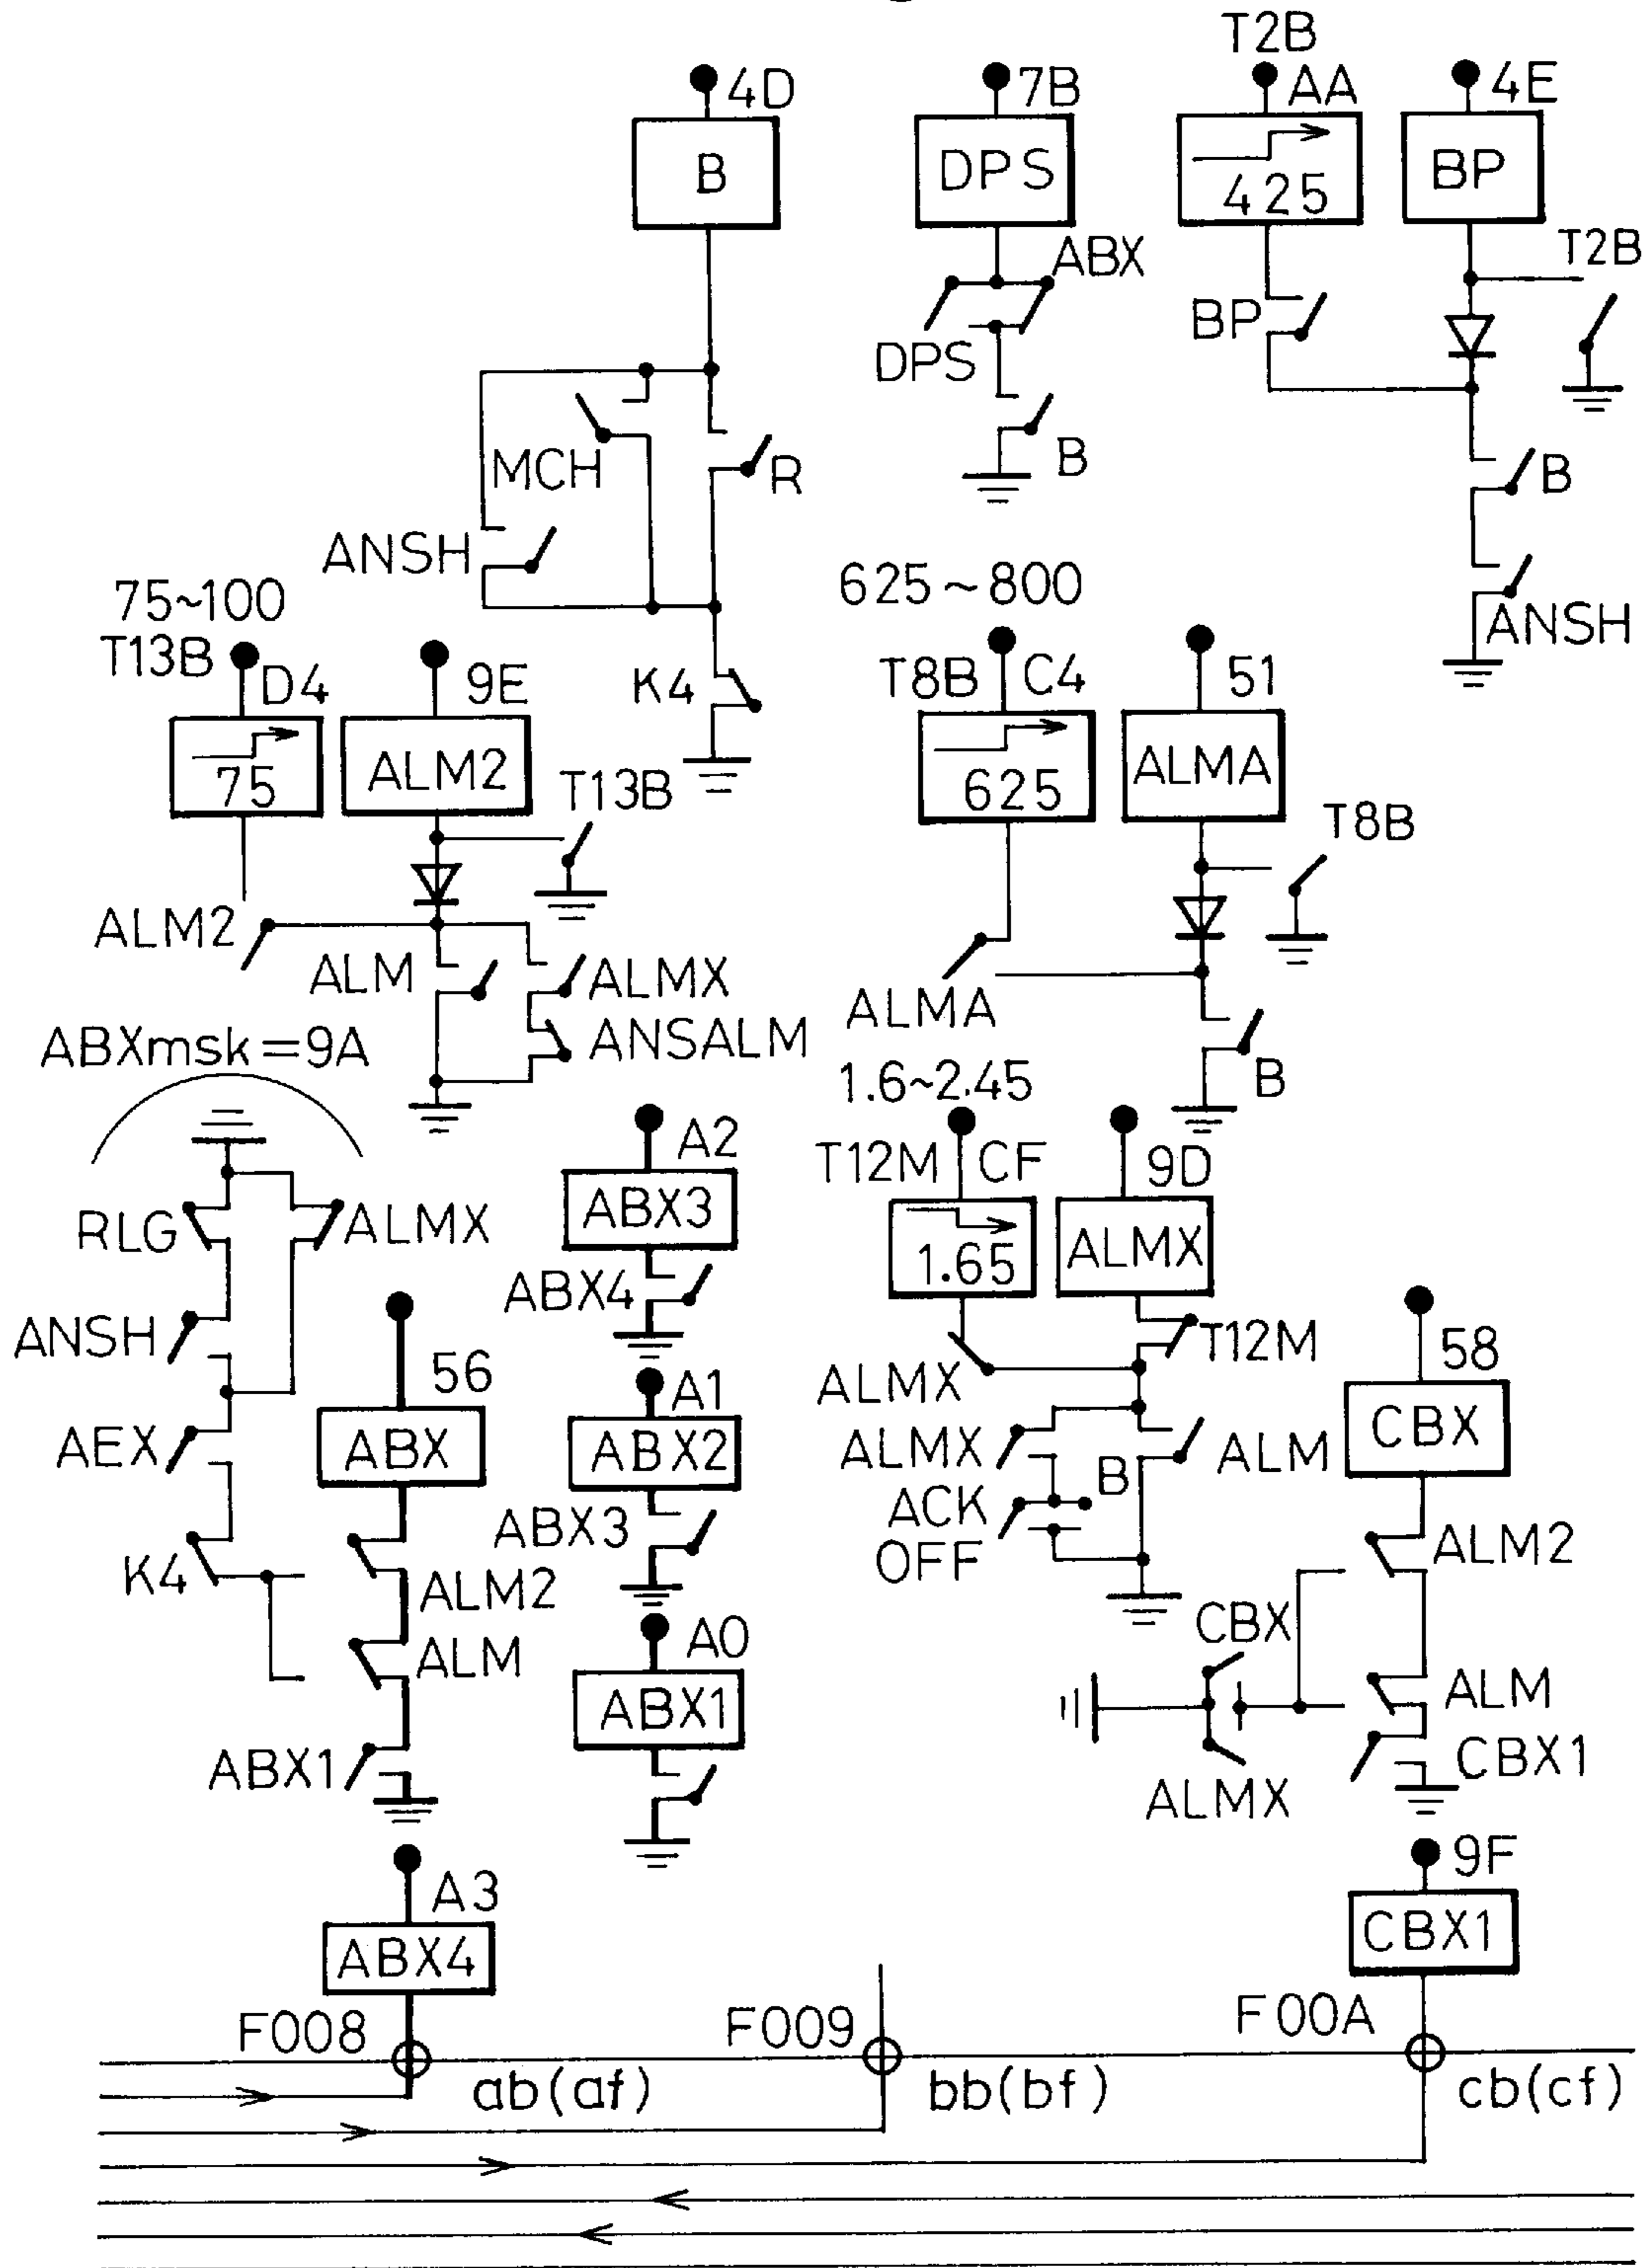 T2B
4D
7B
AA
4E
B
DPS
425
BP
ABX
T2B
BP
DPS
MCH
R
B
B
ANSH
ANSH
75~100
T13B
D4
9E
K4
75
ALM2
T13B
625~800
T8B
C4
51
625
ALMA
T8B
ALM2
ALM
ALMX
ANSALM
ALMA
B
ABXmsk=9A
1.6~2.45
T12M
CF
9D
RLG
ALMX
A2
ABX3
ABX4
1.65
ALMX
T12M
ANSH
56
A1
ALMX
58
AEX
ABX
ABX2
ABX3
ALMX
B
ALM
CBX
ACK
OFF
K4
ALM2
ALM2
ALM
A0
CBX
ALM
ABX1
ABX1
ALMX
CBX1
A3
9F
ABX4
CBX1
F008
F009
F00A
ab(af)
bb(bf)
cb(cf)